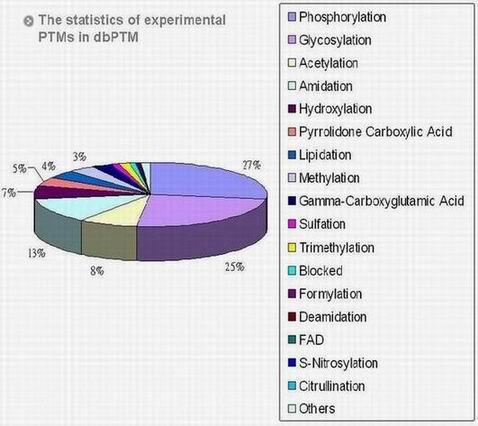 The statistics of experimental
PTMs in dbPTM
27%
25%
8%
13%
7%
5%
4%
3%
Phosphorylation
Glycosylation
Acetylation
Amidation
Hydroxylation
Pyrrolidone Carboxylic Acid
Lipidation
Methylation
Gamma-Carboxyglutamic Acid
Sulfation
Trimethylation
Blocked
Formylation
Deamidation
FAD
S-Nitrosylation
Citrullination
Others